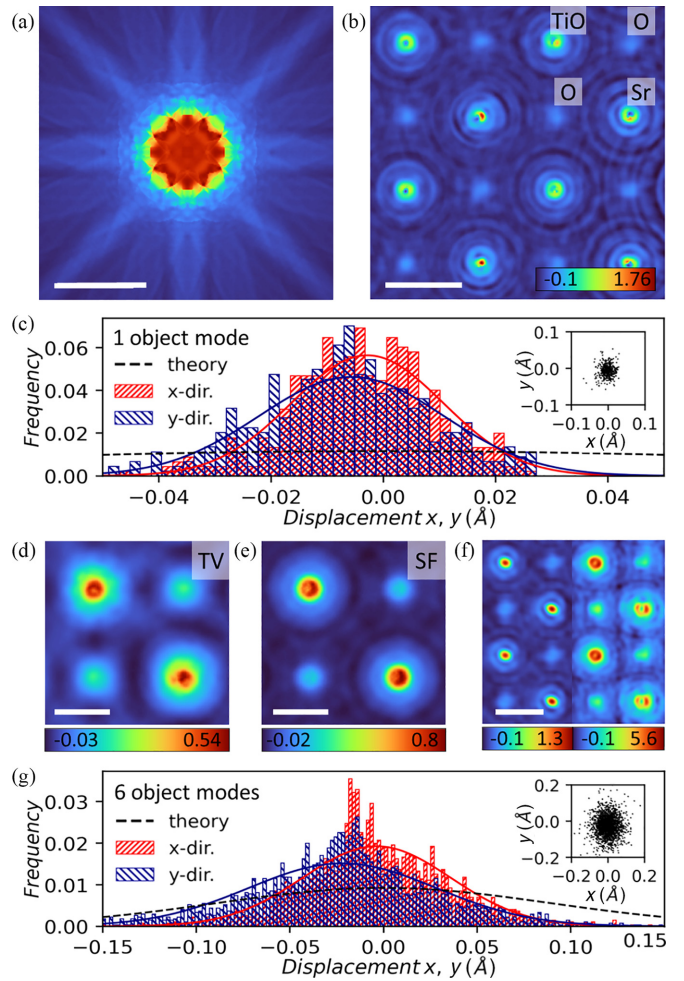 (a)
(b)
TiO
O
O
Sr
-0.1
1.76
(c)
1 object mode
theory
x-dir.
y-dir.
Frequency
0.06
0.04
0.02
0.00
−0.04
−0.02
0.00
0.02
0.04
Displacement x, y (Å)
y (Å)
0.1
0.0
−0.1
−0.1
0.1
x (Å)
(d)
TV
(e)
SF
(f)
-0.03
0.54
-0.02
0.8
-0.1
1.3
-0.1
5.6
(g)
6 object modes
theory
x-dir.
y-dir.
Frequency
0.03
0.02
0.01
0.00
−0.15
−0.10
−0.05
0.00
0.05
0.10
0.15
Displacement x, y (Å)
y (Å)
0.2
0.0
−0.2
−0.2
0.2
x (Å)